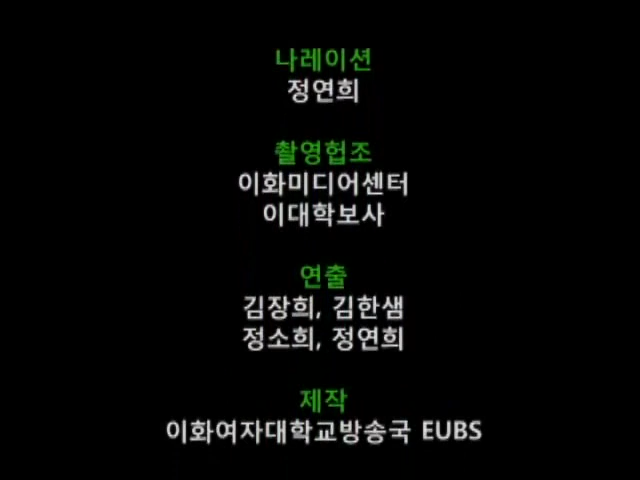 나레이션
정연희
촬영협조
이화미디어센터
이대학보사
연출
김장희, 김한샘
정소희, 정연희
제작
이화여자대학교방송국 EUBS